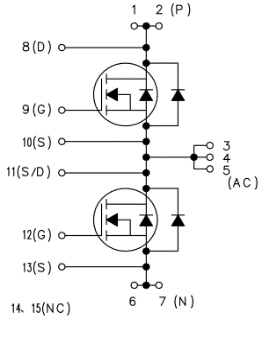 1 2 (P)
8(D)
9(G)
10(S)
3
4
5
11(S/D)
(AC)
12(G)
13(S)
6 7 (N)
14、15(NC)